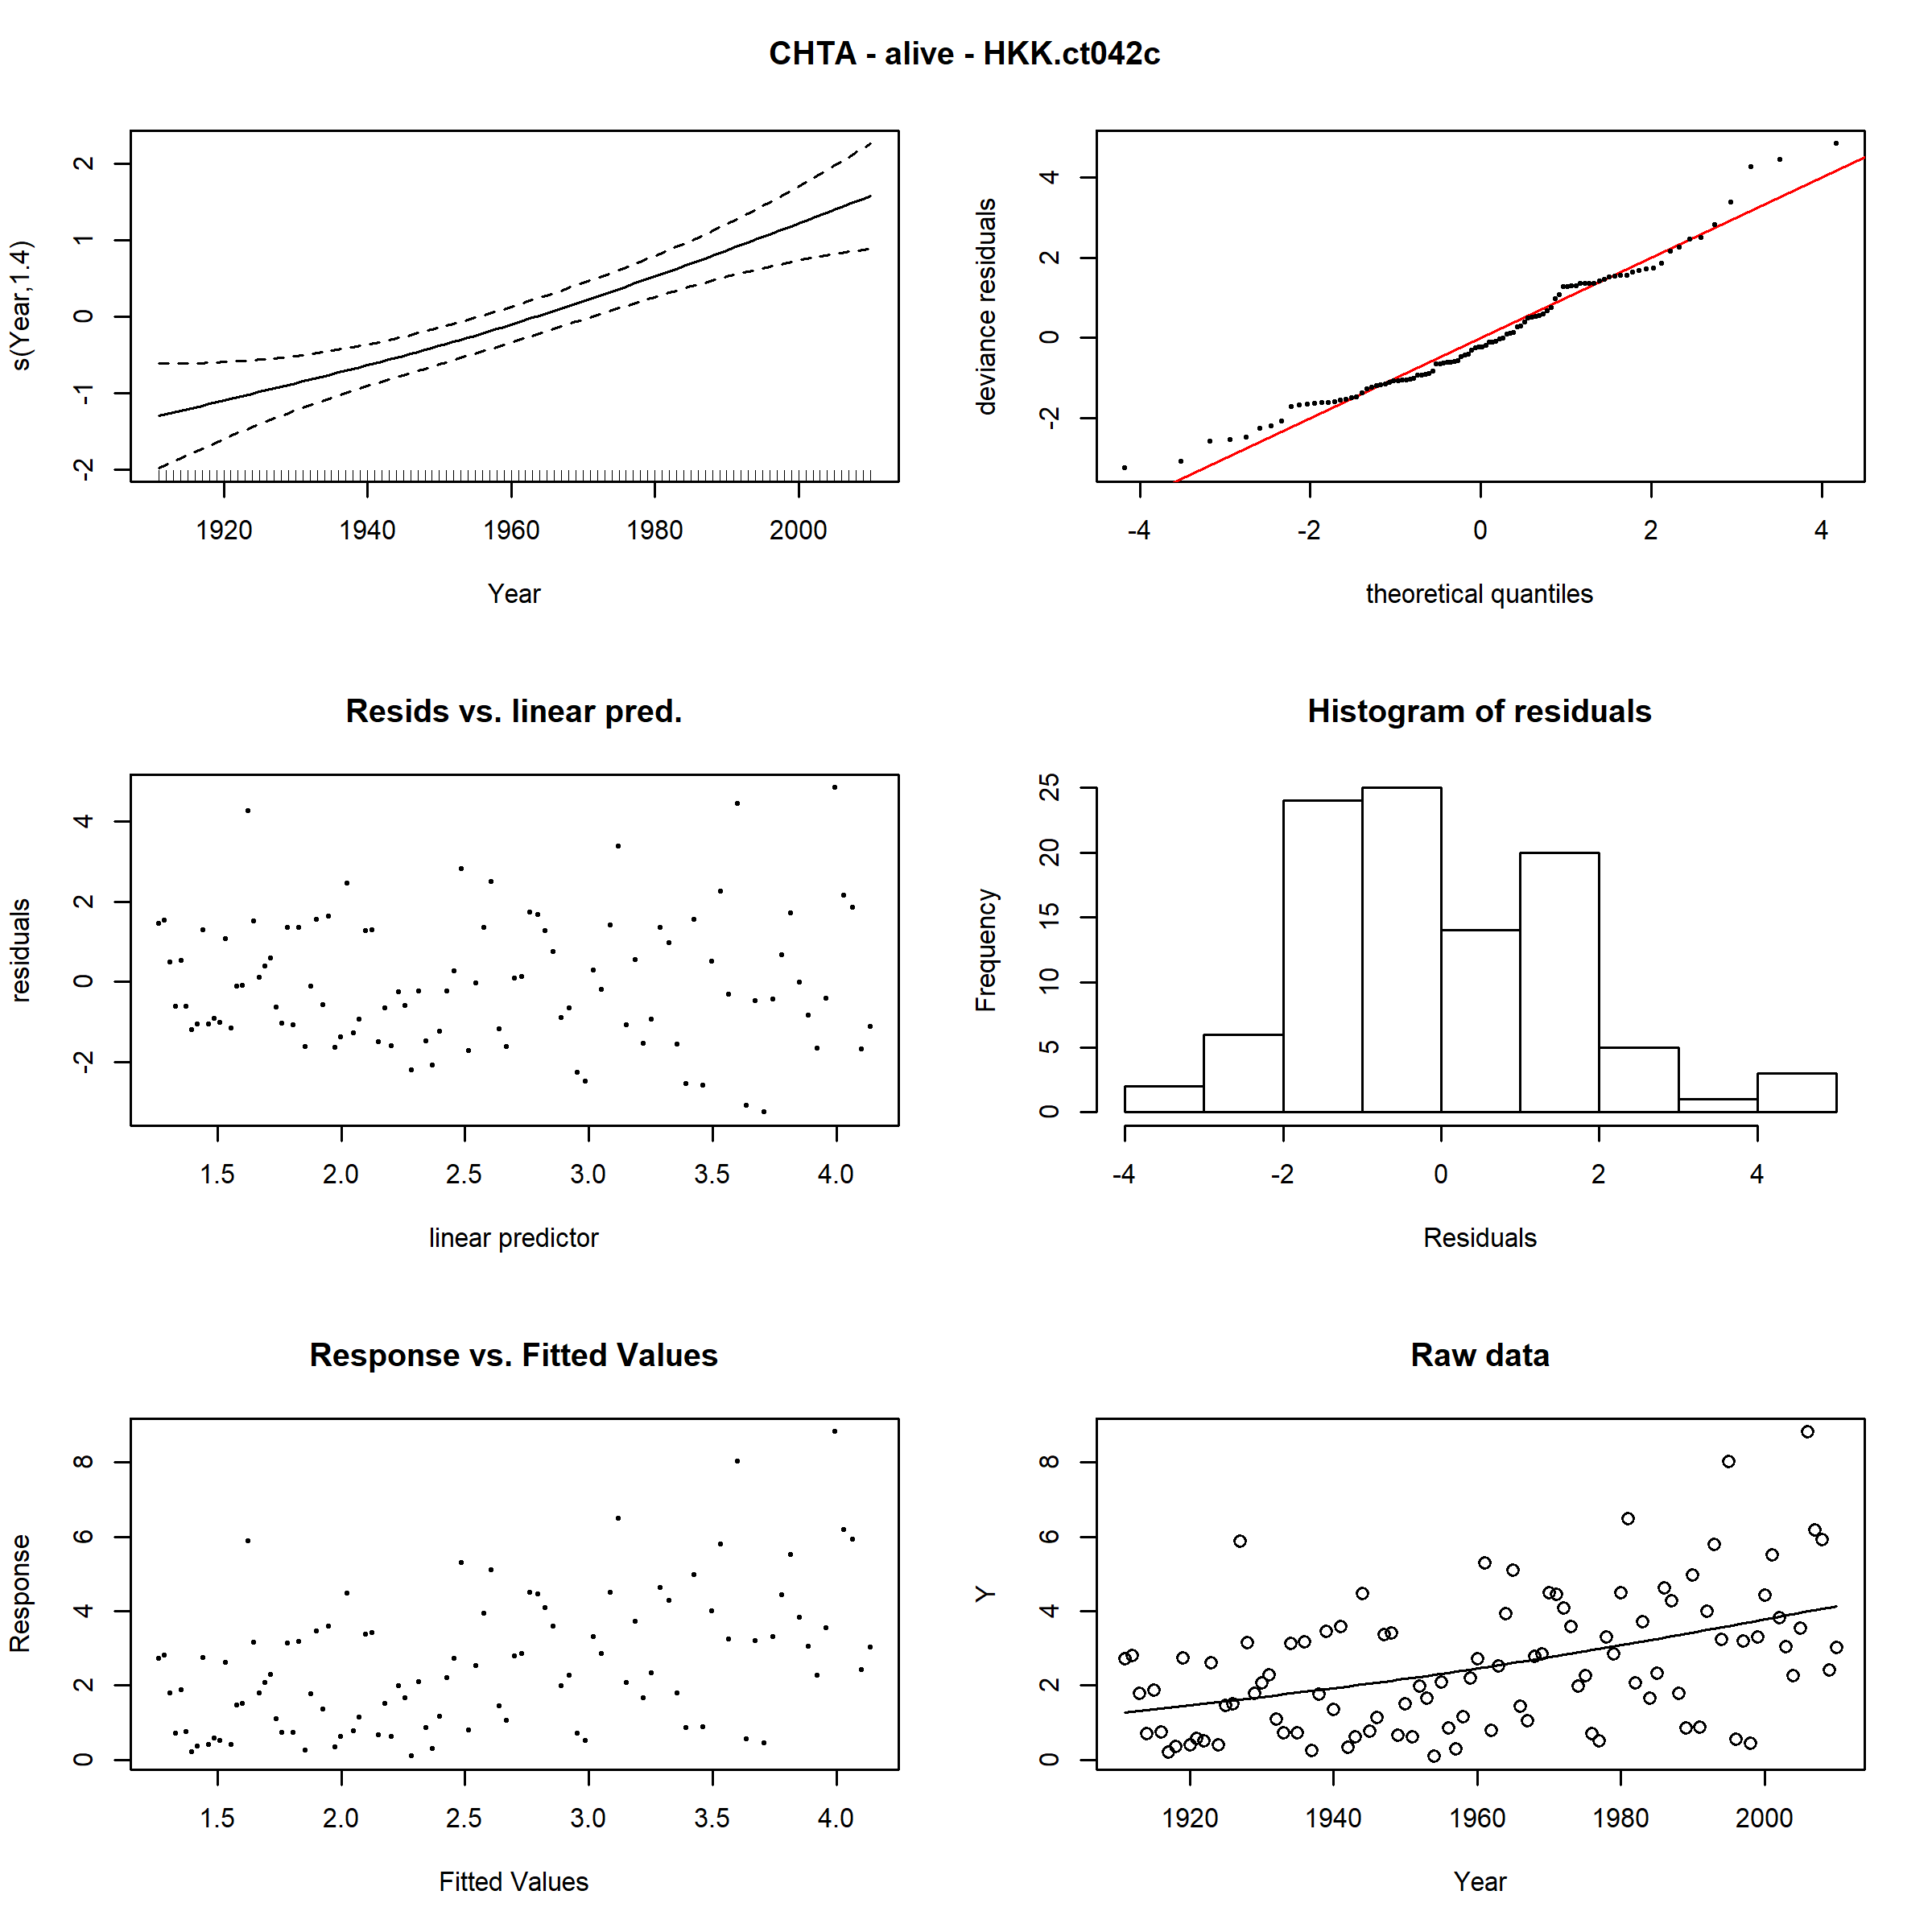 CHTA - alive - HKK.ct042c
s(Year,1.4)
2
1
0
-1
-2
1920 1940 1960 1980 2000
Year
deviance residuals
4
2
0
-2
-4 -2 0 2 4
theoretical quantiles
Resids vs. linear pred.
residuals
4
2
0
-2
1.5 2.0 2.5 3.0 3.5 4.0
linear predictor
Histogram of residuals
Frequency
25
20
15
10
5
0
-4 -2 0 2 4
Residuals
Response vs. Fitted Values
Response
8
6
4
2
0
1.5 2.0 2.5 3.0 3.5 4.0
Fitted Values
Raw data
Y
8
6
4
2
0
1920 1940 1960 1980 2000
Year